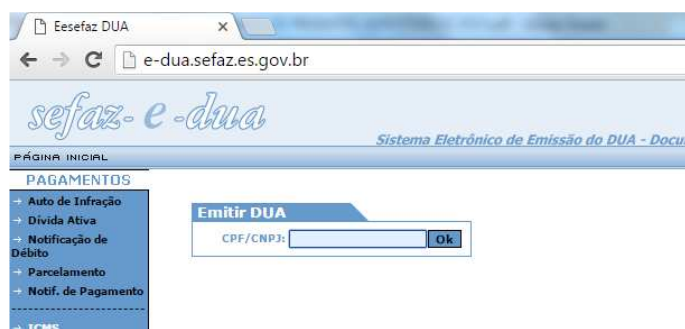 Eesefaz DUA
e-dua.sefaz.es.gov.br
sefaz- e -dua
Sistema Eletrônico de Emissão do DUA - Docu
PÁGINA INICIAL
PAGAMENTOS
Auto de Infração
Dívida Ativa
Notificação de
Débito
Parcelamento
Notif. de Pagamento
ICMS
Emitir DUA
CPF/CNPJ: Ok